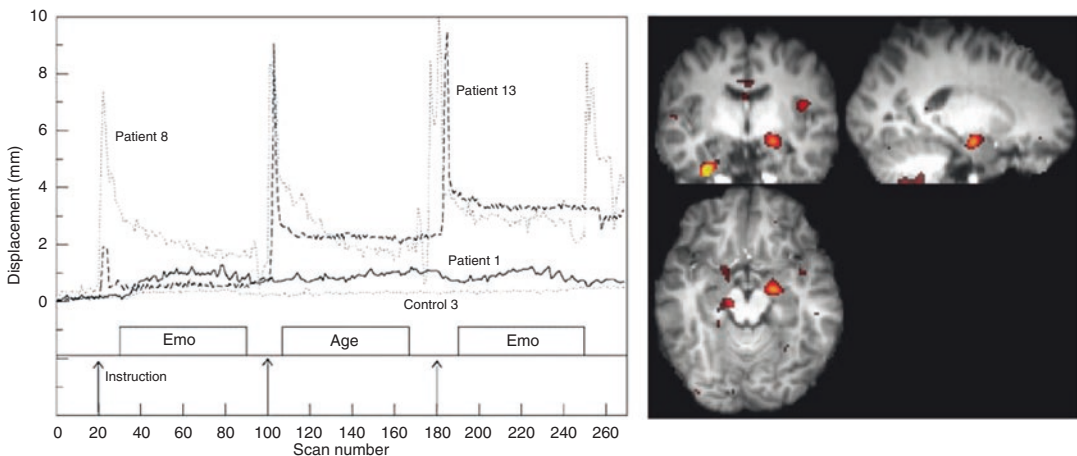 10
8
6
4
2
0
Displacement (mm)
Patient 8
Patient 13
Patient 1
Control 3
Emo
Age
Emo
Instruction
0 20 40 60 80 100 120 140 160 180 200 220 240 260
Scan number